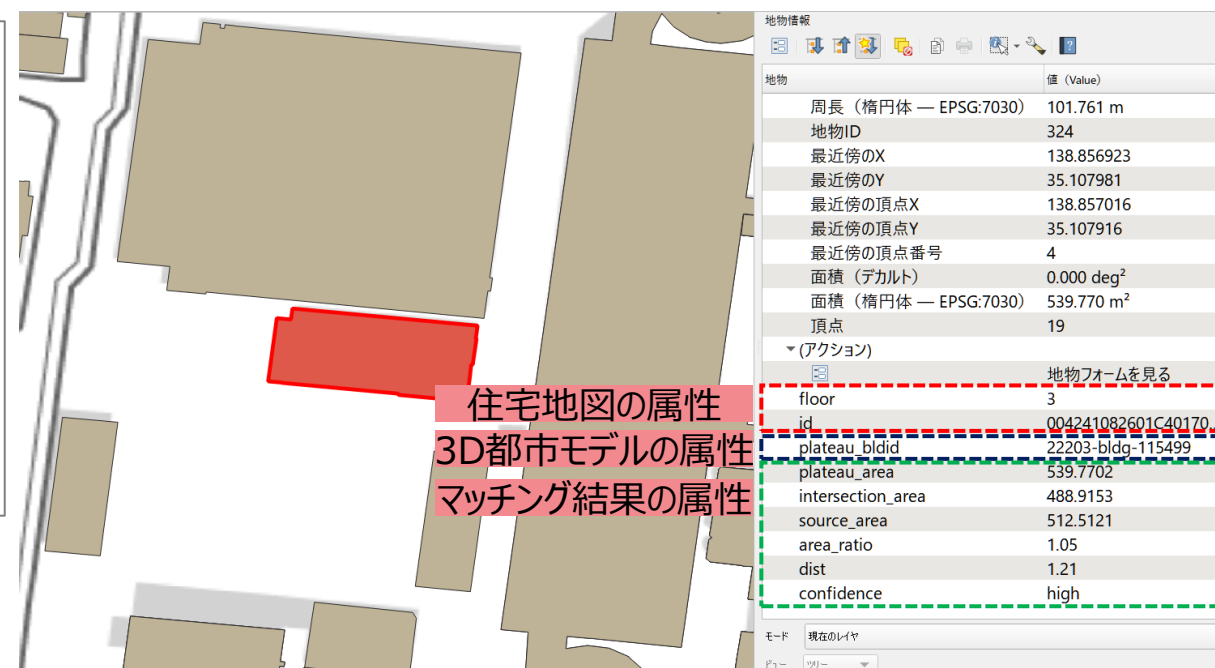 地物情報
地物 値 (Value)
周長（楕円体 — EPSG:7030） 101.761 m
地物ID 324
最近傍のX 138.856923
最近傍のY 35.107981
最近傍の頂点X 138.857016
最近傍の頂点Y 35.107916
最近傍の頂点番号 4
面積（デカルト） 0.000 deg²
面積（楕円体 — EPSG:7030） 539.770 m²
頂点 19
(アクション)
地物フォームを見る
floor 3
id 004241082601C40170...
plateau_bldid 22203-bldg-115499
plateau_area 539.7702
intersection_area 488.9153
source_area 512.5121
area_ratio 1.05
dist 1.21
confidence high
住宅地図の属性
3D都市モデルの属性
マッチング結果の属性
モード 現在のレイヤ
ビュー ツリー